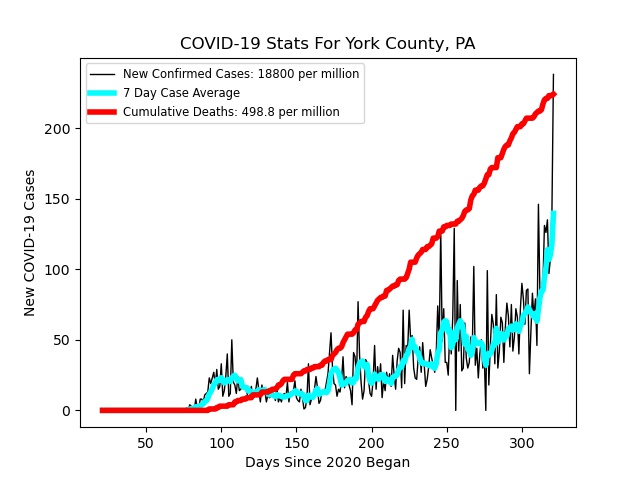 COVID-19 Stats For York County, PA
New Confirmed Cases: 18800 per million
7 Day Case Average
Cumulative Deaths: 498.8 per million
New COVID-19 Cases
200
150
100
50
0
50 100 150 200 250 300
Days Since 2020 Began